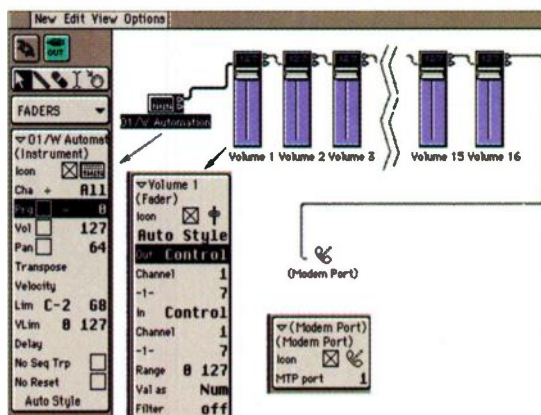 New Edit View Options
OUT
FADERS
01/W Automat
(Instrument)
Icon
Cha ÷ All
Prg - 0
Vol 127
Pan 64
Transpose
Velocity
Lim C-2 G8
VLim 0 127
Delay
No Seq Trp
No Reset
Auto Style
01/W Automation
Volume 1
Volume 2
Volume 3
Volume 15
Volume 16
Volume 1
(Fader)
Icon
Auto Style
Out Control
Channel 1
-1- 7
In Control
Channel 1
-1- 7
Range 0 127
Val as Num
Filter off
(Modem Port)
(Modem Port)
(Modem Port)
Icon
MTP port 1